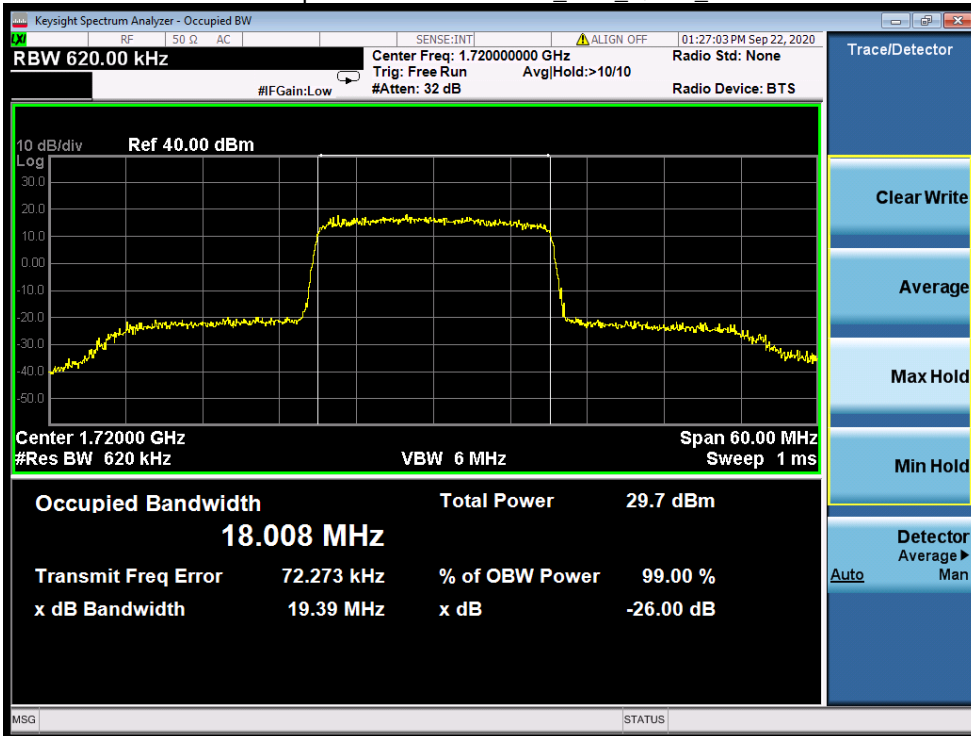 Keysight Spectrum Analyzer - Occupied BW
LXI RF 50 Ω AC SENSE:INT ALIGN OFF 01:27:03 PM Sep 22, 2020
RBW 620.00 kHz
Center Freq: 1.720000000 GHz Radio Std: None
Trig: Free Run Avg|Hold:>10/10
#IFGain:Low #Atten: 32 dB Radio Device: BTS
10 dB/div Ref 40.00 dBm
Log
30.0
20.0
10.0
0.00
-10.0
-20.0
-30.0
-40.0
-50.0
Center 1.72000 GHz Span 60.00 MHz
#Res BW 620 kHz VBW 6 MHz Sweep 1 ms
Occupied Bandwidth Total Power 29.7 dBm
18.008 MHz
Transmit Freq Error 72.273 kHz % of OBW Power 99.00 %
x dB Bandwidth 19.39 MHz x dB -26.00 dB
MSG STATUS
Trace/Detector
Clear Write
Average
Max Hold
Min Hold
Detector
Average
Auto Man